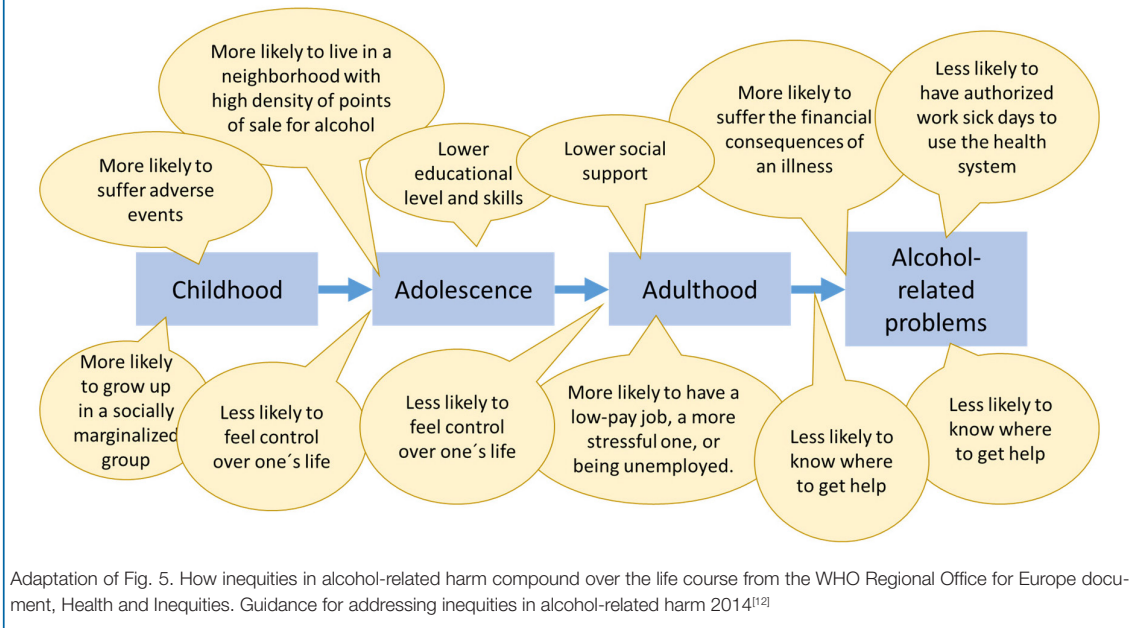 More likely to live in a
neighborhood with
high density of points
of sale for alcohol
Less likely to
have authorized
work sick days to
use the health
system
More likely to
suffer the financial
consequences of
an illness
More likely to
suffer adverse
events
Lower
educational
level and skills
Lower social
support
Childhood
Adolescence
Adulthood
Alcohol-
related
problems
More likely
to grow up
in a socially
marginalized
group
Less likely to
feel control
over one´s life
Less likely to
feel control
over one´s life
More likely to have a
low-pay job, a more
stressful one, or
being unemployed.
Less likely to
know where
to get help
Less likely to
know where
to get help
Adaptation of Fig. 5. How inequities in alcohol-related harm compound over the life course from the WHO Regional Office for Europe docu-
ment, Health and Inequities. Guidance for addressing inequities in alcohol-related harm 2014[12]